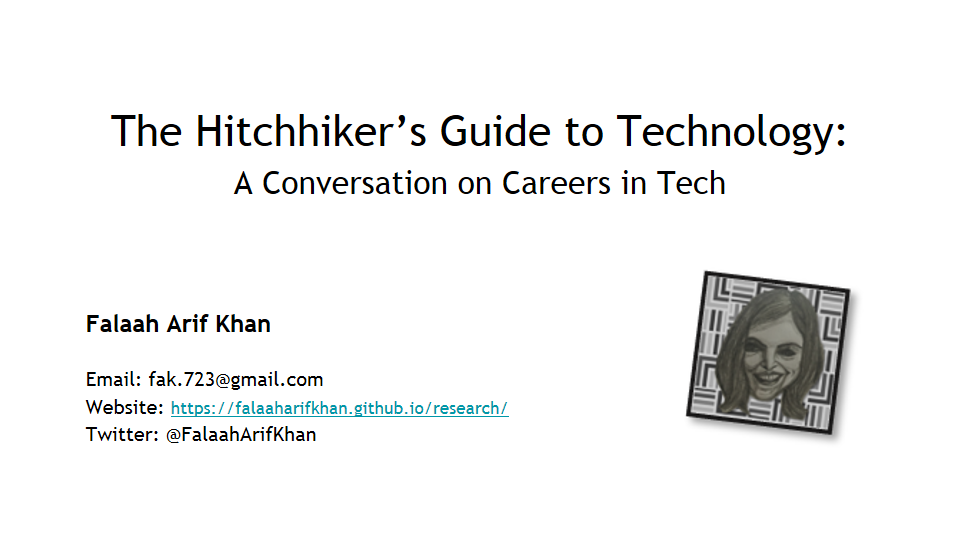 The Hitchhiker’s Guide to Technology:
A Conversation on Careers in Tech
Falaah Arif Khan
Email: fak.723@gmail.com
Website: https://falaaharifkhan.github.io/research/
Twitter: @FalaahArifKhan